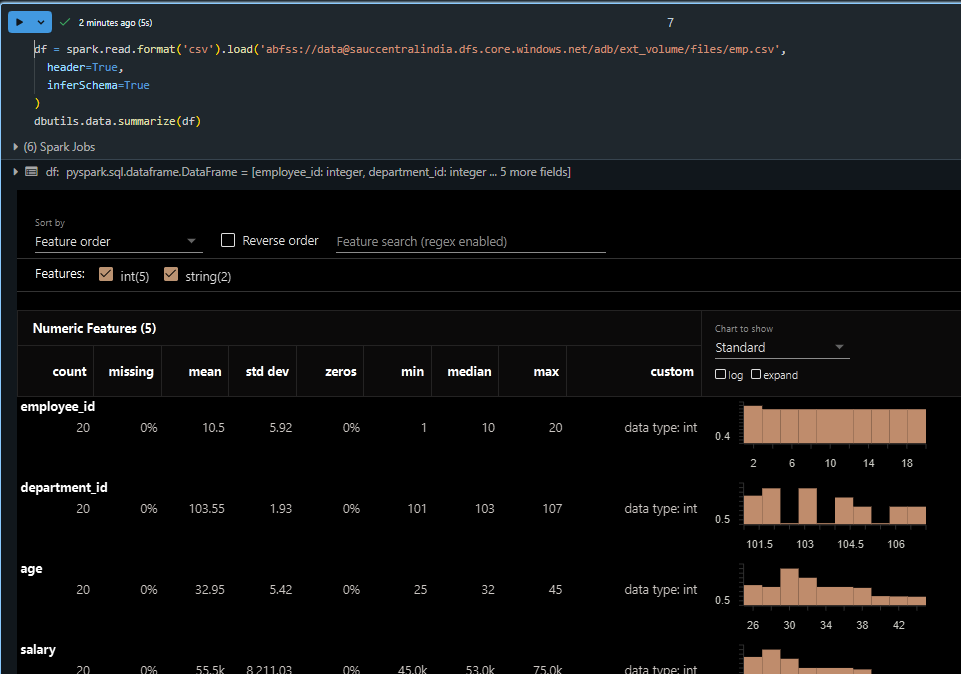 2 minutes ago (5s)
7
df = spark.read.format('csv').load('abfss://data@sauccentralindia.dfs.core.windows.net/adb/ext_volume/files/emp.csv',
header=True,
inferSchema=True
)
dbutils.data.summarize(df)
(6) Spark Jobs
df: pyspark.sql.dataframe.DataFrame = [employee_id: integer, department_id: integer ... 5 more fields]
Sort by
Feature order
Reverse order
Feature search (regex enabled)
Features:
int(5)
string(2)
Numeric Features (5)
Chart to show
Standard
log
expand
count missing mean std dev zeros min median max custom
employee_id
20 0% 10.5 5.92 0% 1 10 20 data type: int
0.4
2 6 10 14 18
department_id
20 0% 103.55 1.93 0% 101 103 107 data type: int
0.5
101.5 103 104.5 106
age
20 0% 32.95 5.42 0% 25 32 45 data type: int
0.5
26 30 34 38 42
salary
20 0% 55.5k 8,211.03 0% 45.0k 53.0k 75.0k data type: int